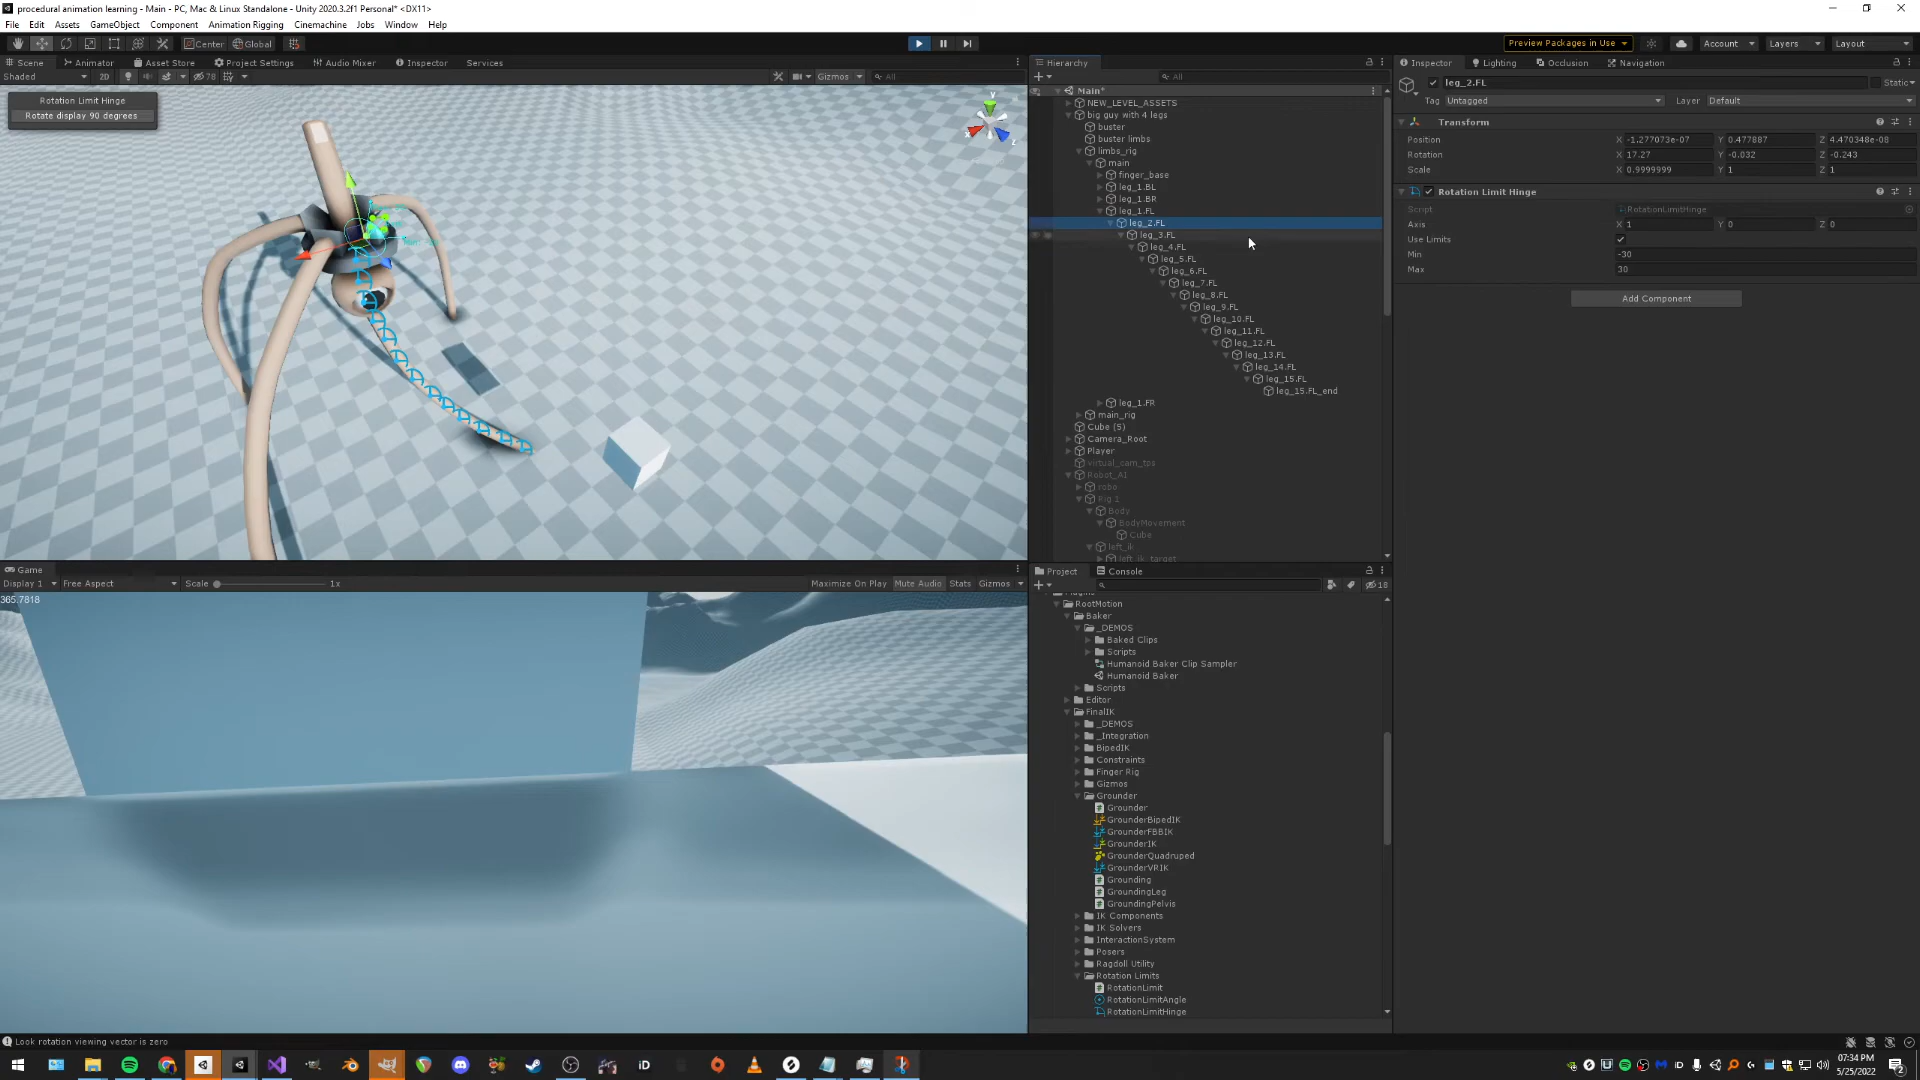 procedural animation learning - Main - PC, Mac & Linux Standalone - Unity 2020.3.2f1 Personal* <DX11>
File Edit Assets GameObject Component Animation Rigging Cinemachine Jobs Window Help
Center Global Preview Packages in Use Account Layers Layout
Scene Animator Asset Store Project Settings Audio Mixer Inspector Services
Shaded 2D 78 Gizmos All
Rotation Limit Hinge
Rotate display 90 degrees
Game
Display 1 Free Aspect Scale 1x Maximize On Play Mute Audio Stats Gizmos
365.7818
Hierarchy
All
Main*
NEW_LEVEL_ASSETS
big guy with 4 legs
buster
buster limbs
limbs_rig
main
finger_base
leg_1.BL
leg_1.BR
leg_1.FL
leg_2.FL
leg_3.FL
leg_4.FL
leg_5.FL
leg_6.FL
leg_7.FL
leg_8.FL
leg_9.FL
leg_10.FL
leg_11.FL
leg_12.FL
leg_13.FL
leg_14.FL
leg_15.FL
leg_15.FL_end
leg_1.FR
main_rig
Cube (5)
Camera_Root
Player
virtual_cam_tps
Robot_AI
robo
Rig 1
Body
BodyMovement
Cube
left_ik
left_ik_target
Project Console
18
RootMotion
Baker
_DEMOS
Baked Clips
Scripts
Humanoid Baker Clip Sampler
Humanoid Baker
Scripts
Editor
FinalIK
_DEMOS
_Integration
BipedIK
Constraints
Finger Rig
Gizmos
Grounder
Grounder
GrounderBipedIK
GrounderFBBIK
GrounderIK
GrounderQuadruped
GrounderVRIK
Grounding
GroundingLeg
GroundingPelvis
IK Components
IK Solvers
InteractionSystem
Posers
Ragdoll Utility
Rotation Limits
RotationLimit
RotationLimitAngle
RotationLimitHinge
Inspector Lighting Occlusion Navigation
leg_2.FL Static
Tag Untagged Layer Default
Transform
Position X -1.277073e-07 Y 0.477887 Z 4.470348e-08
Rotation X 17.27 Y -0.032 Z -0.243
Scale X 0.9999999 Y 1 Z 1
Rotation Limit Hinge
Script RotationLimitHinge
Axis X 1 Y 0 Z 0
Use Limits
Min -30
Max 30
Add Component
Look rotation viewing vector is zero
07:34 PM
5/25/2022